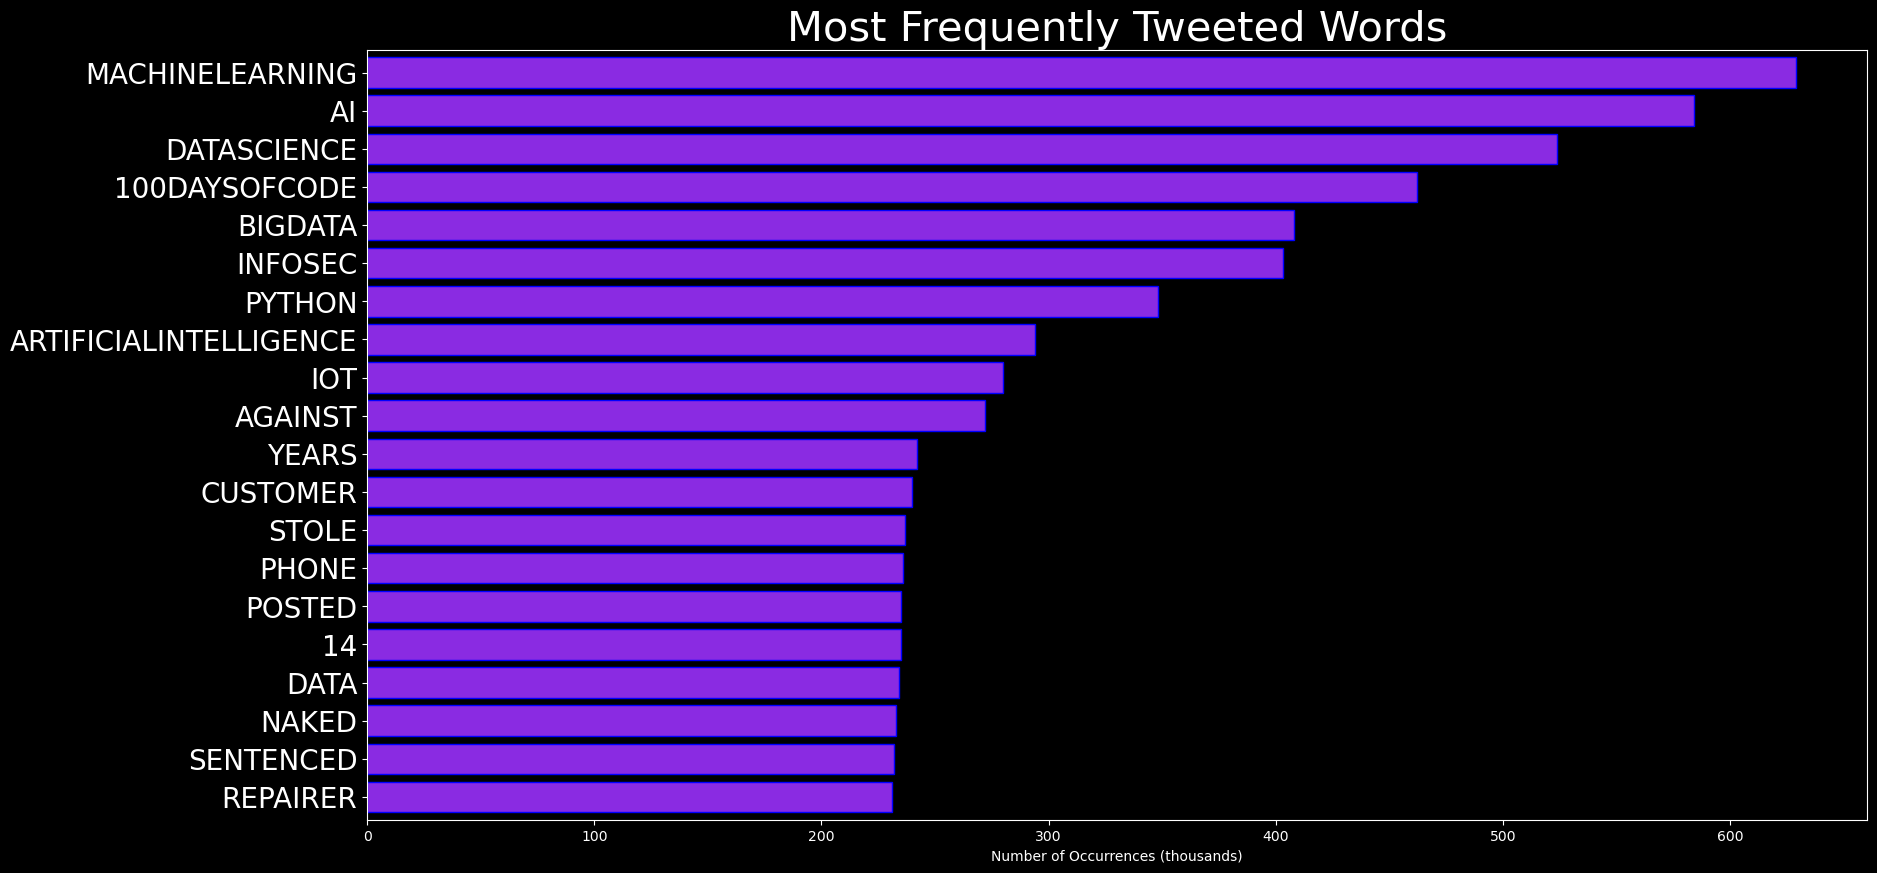 Most Frequently Tweeted Words
MACHINELEARNING
AI
DATASCIENCE
100DAYSOFCODE
BIGDATA
INFOSEC
PYTHON
ARTIFICIALINTELLIGENCE
IOT
AGAINST
YEARS
CUSTOMER
STOLE
PHONE
POSTED
14
DATA
NAKED
SENTENCED
REPAIRER
0 100 200 300 400 500 600
Number of Occurrences (thousands)